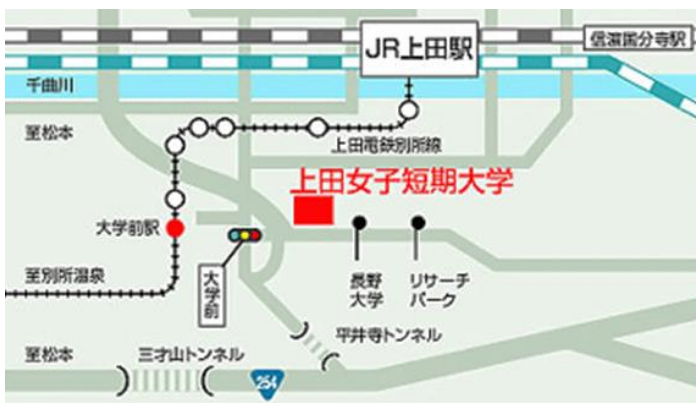 JR上田駅
信濃国分寺駅
千曲川
至松本
上田電鉄別所線
上田女子短期大学
大学前駅
至別所温泉
大学前
長野
大学
リサーチ
パーク
平井寺トンネル
至松本
三才山トンネル
254